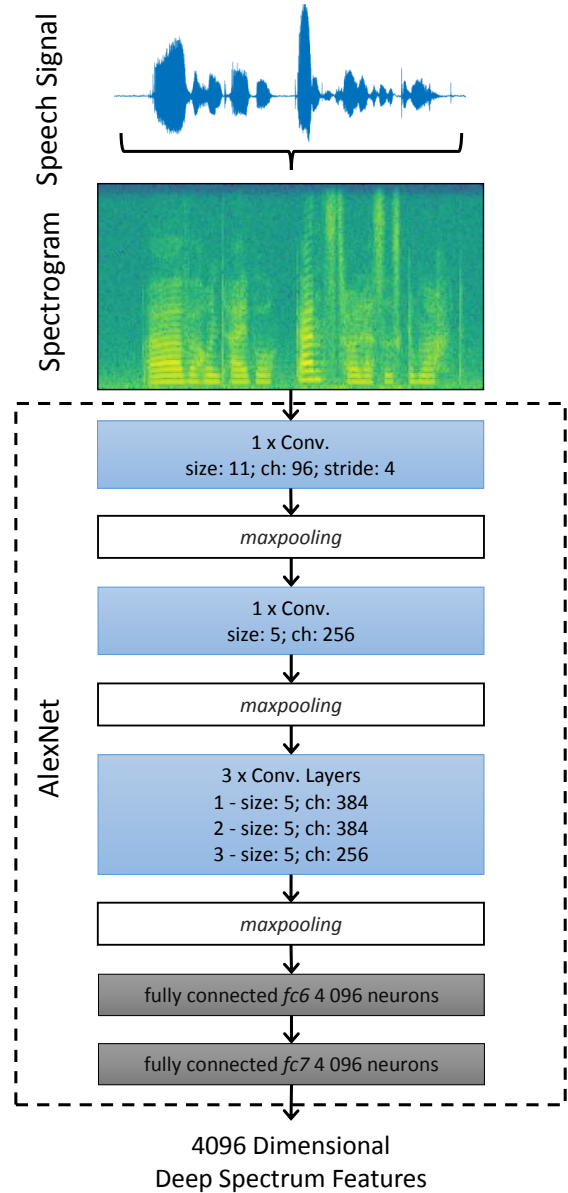 Speech Signal
Spectrogram
1 x Conv.
size: 11; ch: 96; stride: 4
maxpooling
1 x Conv.
size: 5; ch: 256
maxpooling
AlexNet
3 x Conv. Layers
1 - size: 5; ch: 384
2 - size: 5; ch: 384
3 - size: 5; ch: 256
maxpooling
fully connected fc6 4 096 neurons
fully connected fc7 4 096 neurons
4096 Dimensional
Deep Spectrum Features